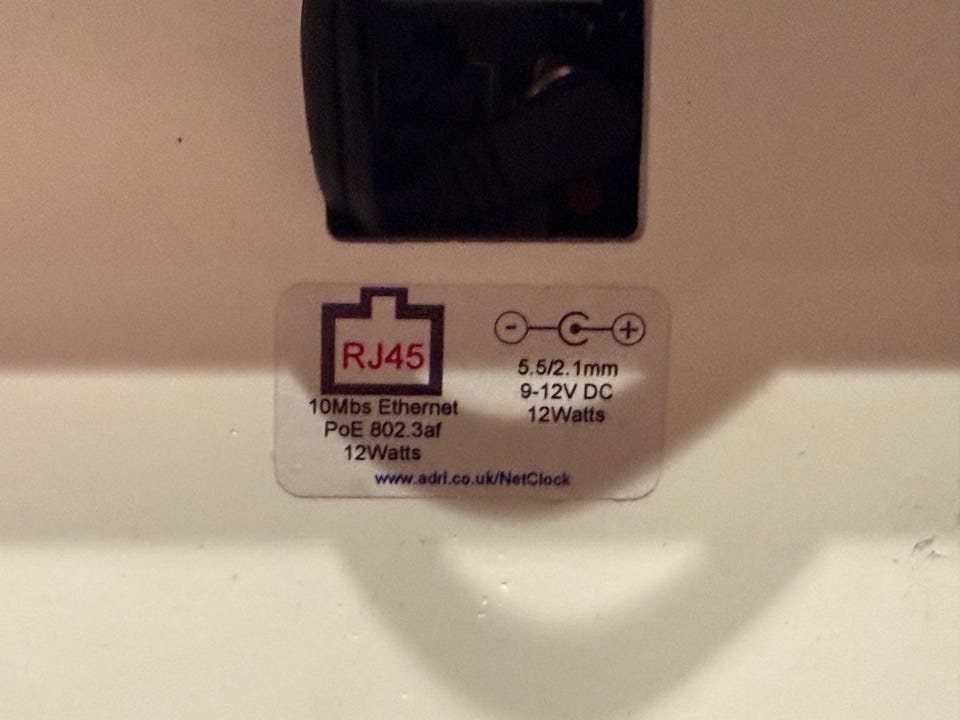 RJ45
10Mbs Ethernet
PoE 802.3af
12Watts
- +
5.5/2.1mm
9-12V DC
12Watts
www.adrl.co.uk/NetClock